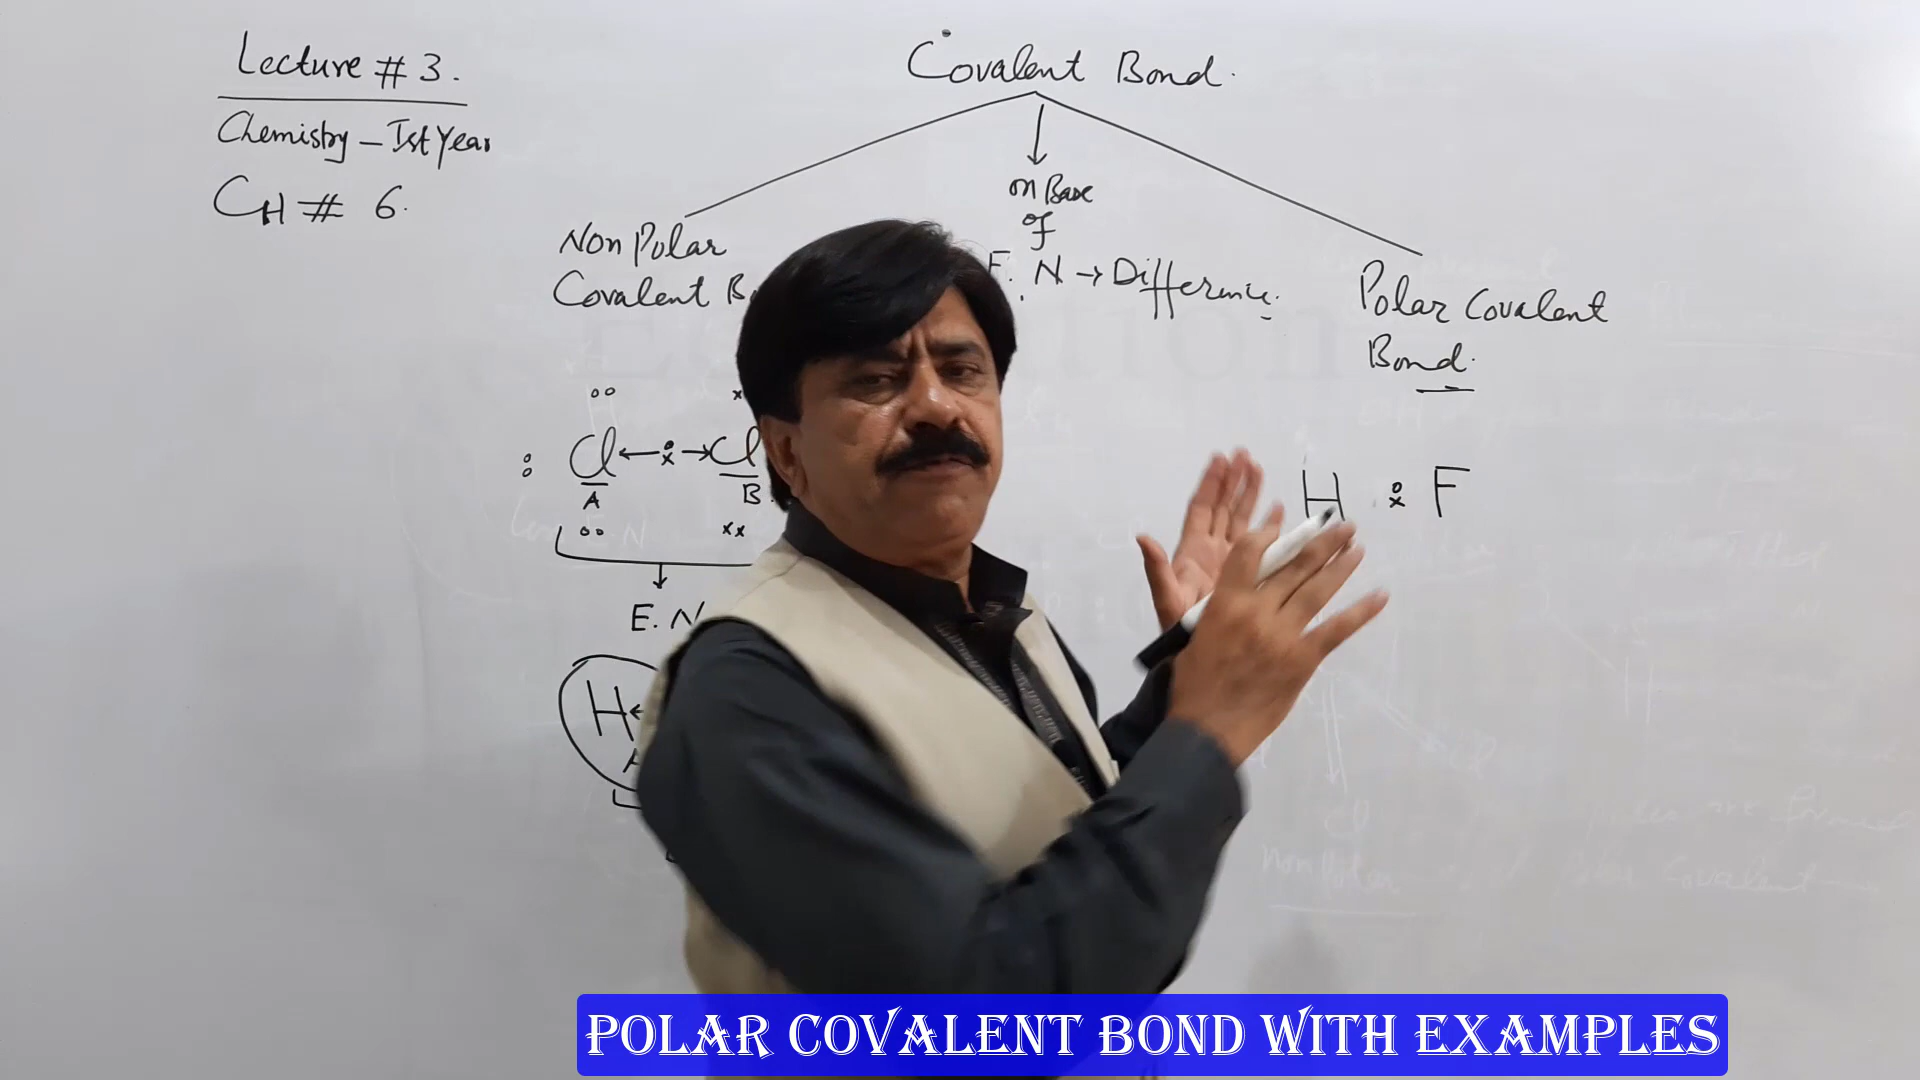 Lecture # 3.
Chemistry - Ist Year
CH # 6.
Covalent Bond.
on Base
of
E. N → Difference.
Non Polar
Covalent B
Polar Covalent
Bond.
Cl ← → Cl
A B.
E. N
H
A
H F
POLAR COVALENT BOND WITH EXAMPLES